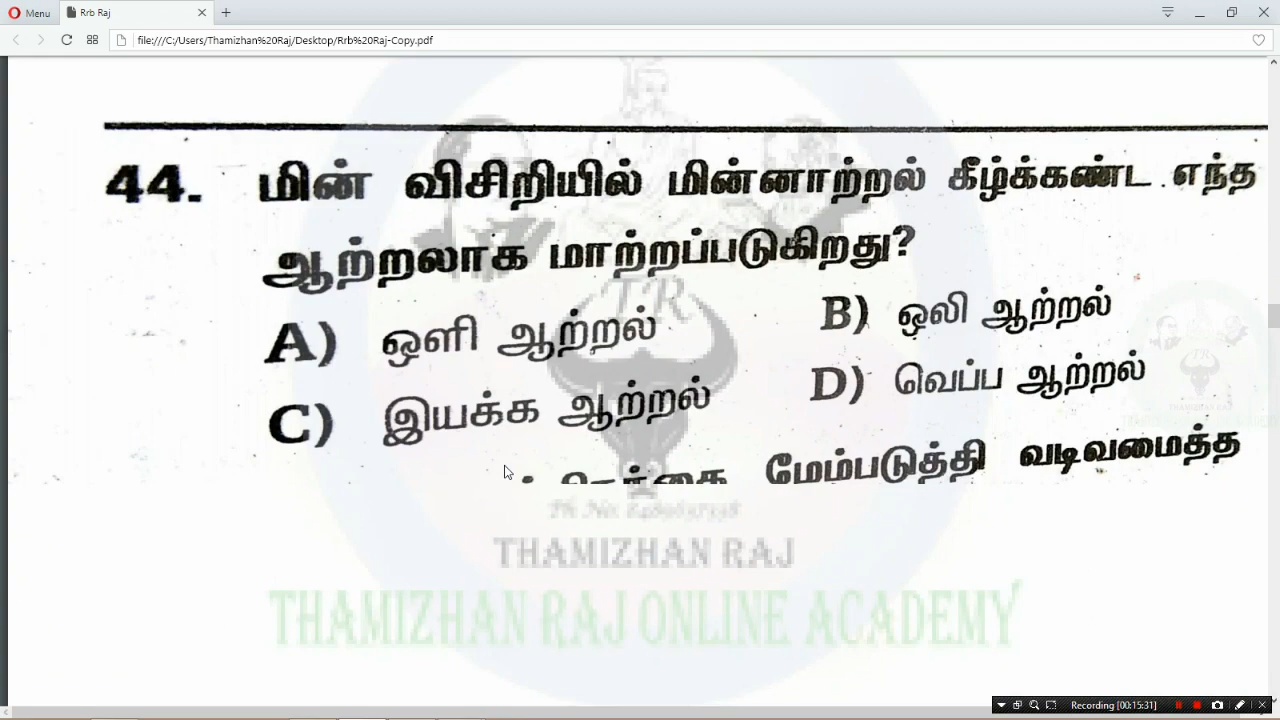 Menu
Rrb Raj
file:///C:/Users/Thamizhan%20Raj/Desktop/Rrb%20Raj-Copy.pdf
44. மின் விசிறியில் மின்னாற்றல் கீழ்க்கண்ட எந்த
ஆற்றலாக மாற்றப்படுகிறது?
A) ஒளி ஆற்றல்
B) ஒலி ஆற்றல்
C) இயக்க ஆற்றல்
D) வெப்ப ஆற்றல்
மேம்படுத்தி வடிவமைத்த
TR
THAMIZHAN RAJ
THAMIZHAN RAJ ONLINE ACADEMY
Recording [00:15:31]